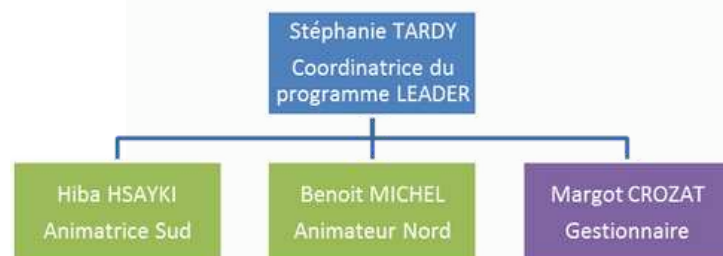 Stéphanie TARDY
Coordinatrice du
programme LEADER
Hiba HSAYKI
Animatrice Sud
Benoit MICHEL
Animateur Nord
Margot CROZAT
Gestionnaire